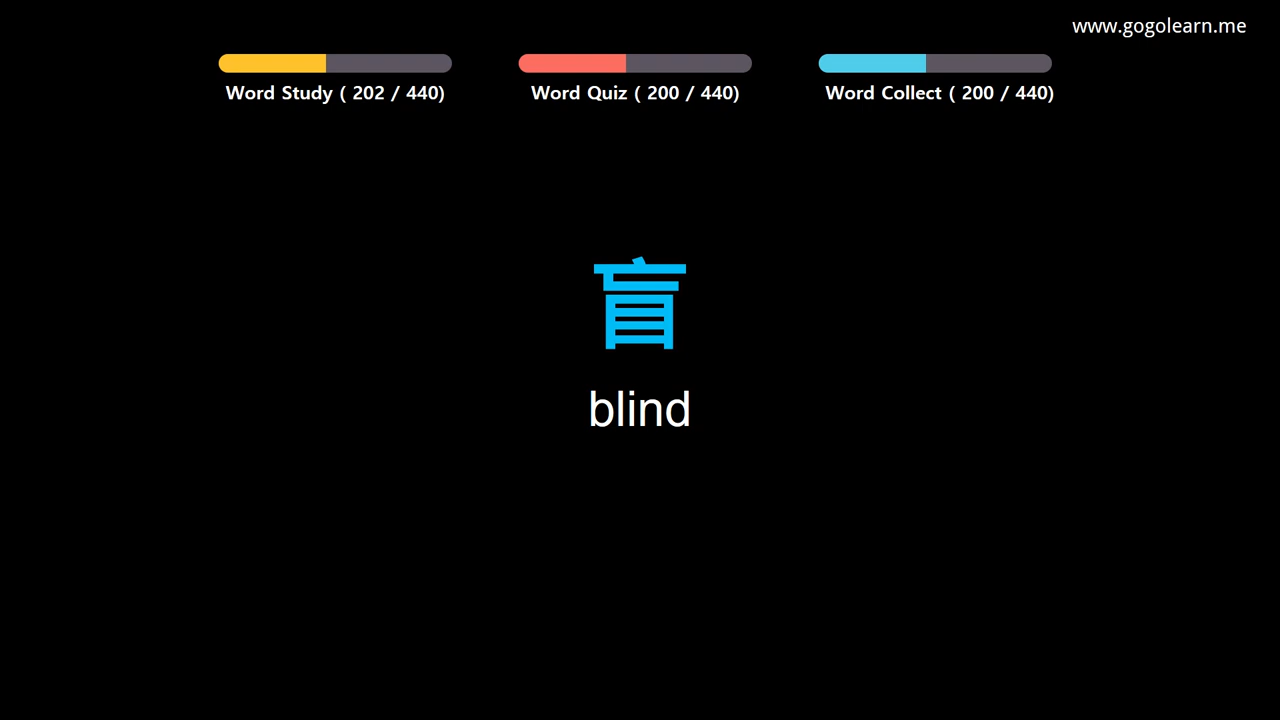 www.gogolearn.me
Word Study ( 202 / 440)
Word Quiz ( 200 / 440)
Word Collect ( 200 / 440)
盲
blind